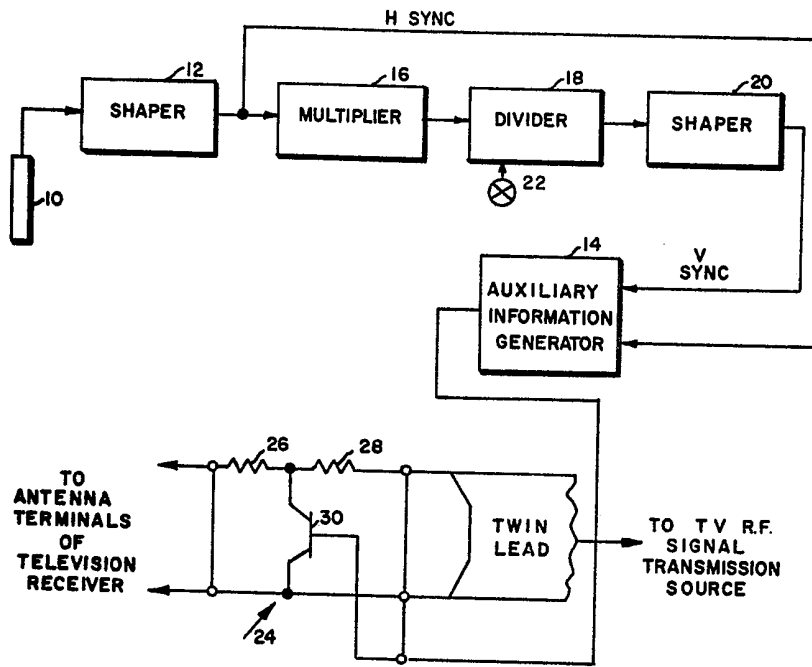 H SYNC
12
16
18
20
SHAPER
MULTIPLIER
DIVIDER
SHAPER
10
22
14
V
SYNC
AUXILIARY
INFORMATION
GENERATOR
26
28
TO
ANTENNA
TERMINALS
OF
TELEVISION
RECEIVER
30
TWIN
LEAD
TO TV R.F.
SIGNAL
TRANSMISSION
SOURCE
24